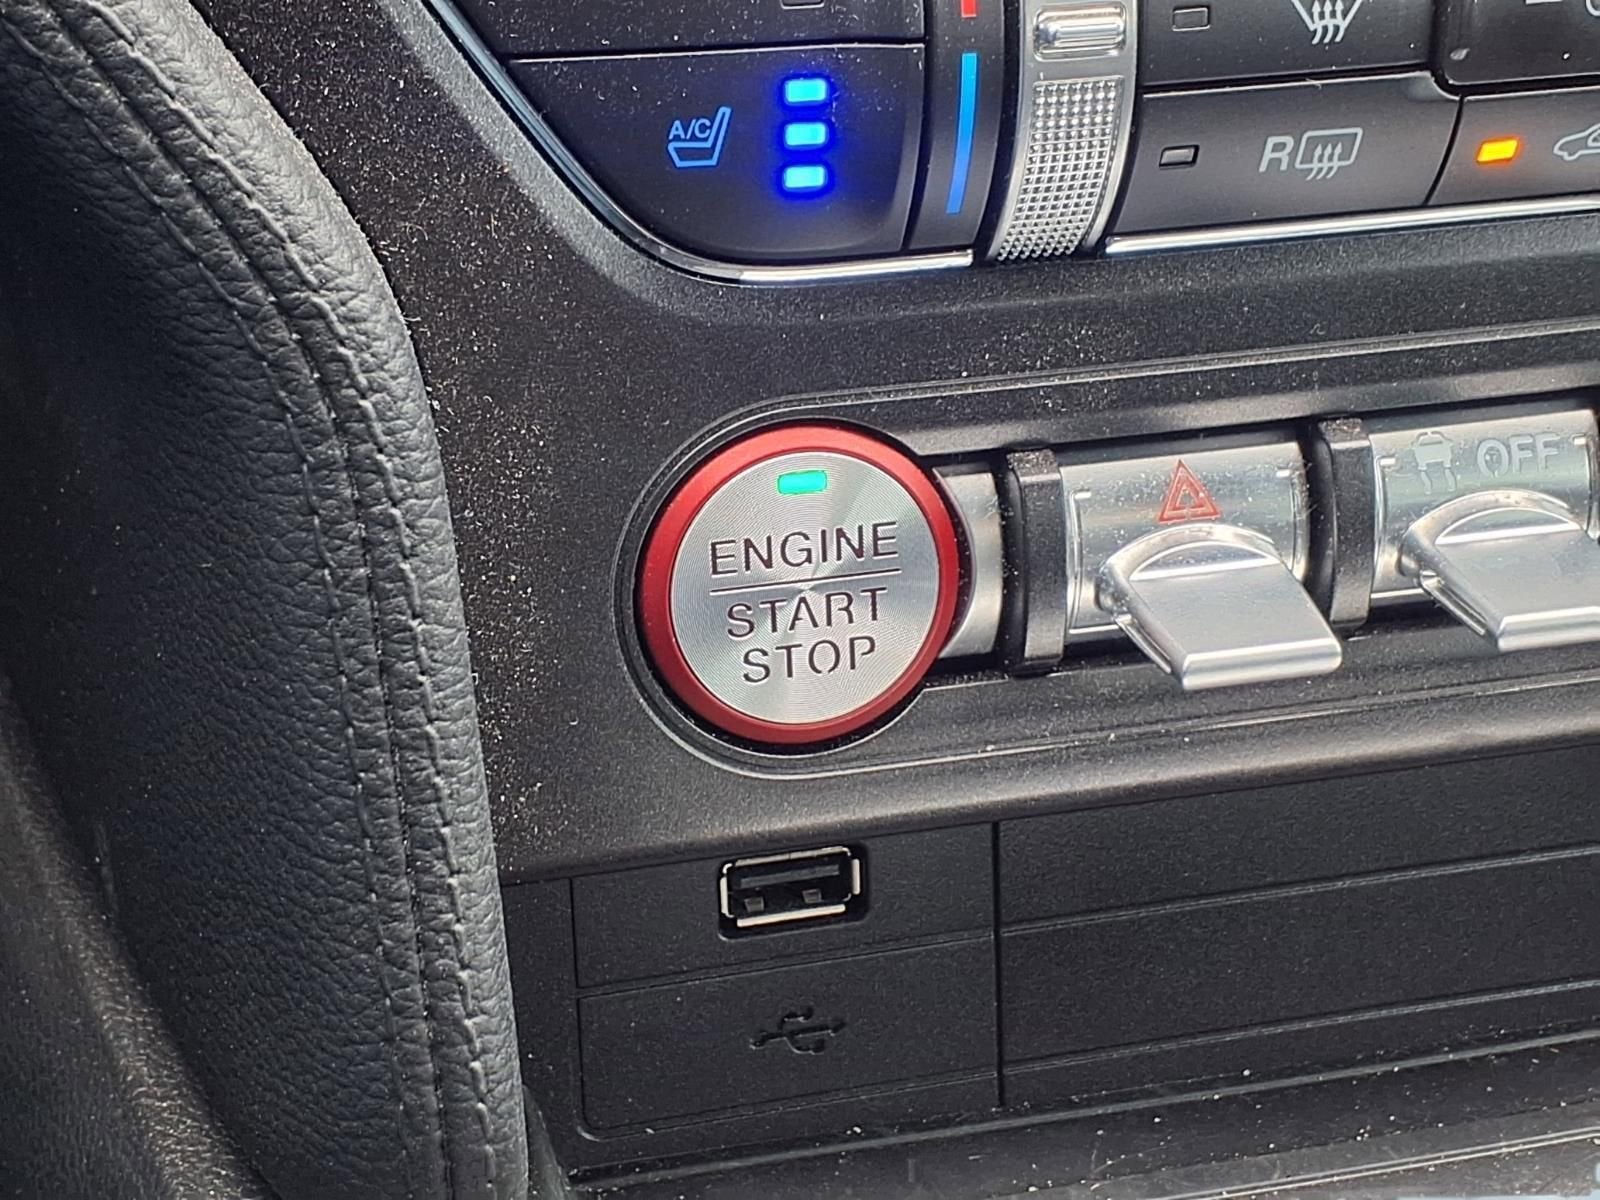 A/C
R
OFF
ENGINE
START
STOP